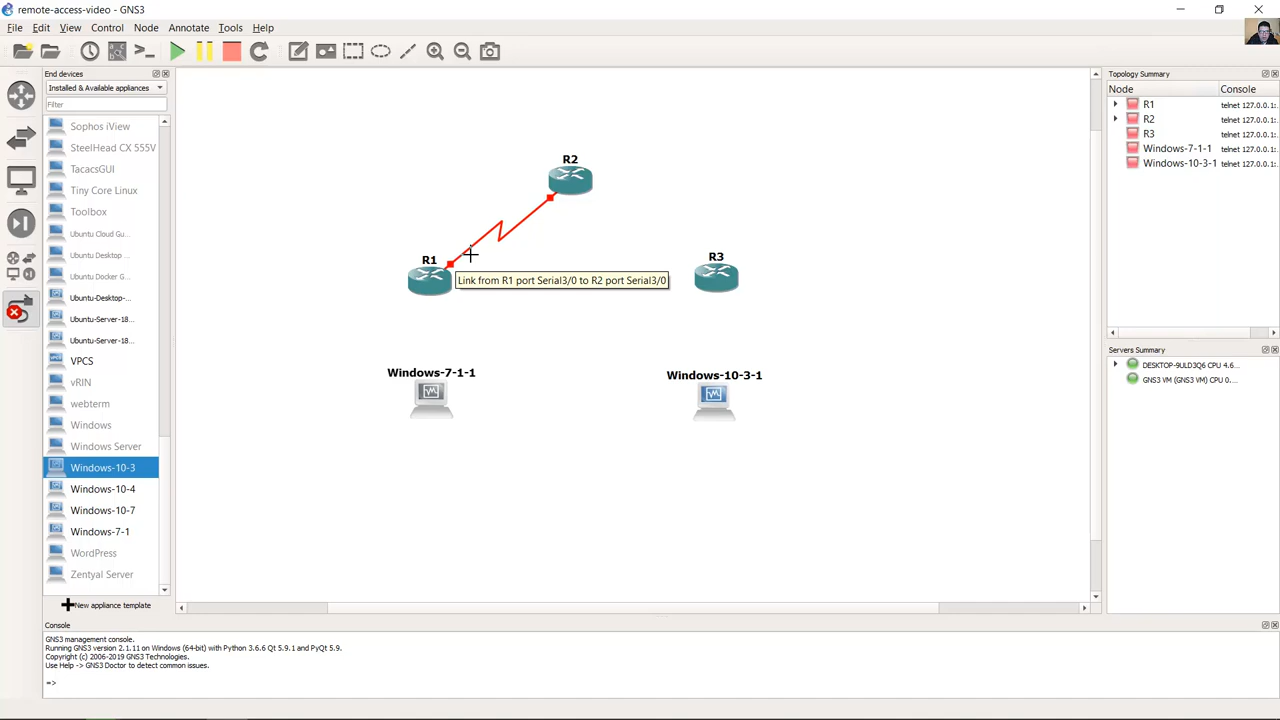 remote-access-video - GNS3
File Edit View Control Node Annotate Tools Help
End devices
Installed & Available appliances
Filter
Sophos iView
SteelHead CX 555V
TacacsGUI
Tiny Core Linux
Toolbox
Ubuntu Cloud Gu...
Ubuntu Desktop ...
Ubuntu Docker G...
Ubuntu-Desktop-...
Ubuntu-Server-18...
Ubuntu-Server-18...
VPCS
vRIN
webterm
Windows
Windows Server
Windows-10-3
Windows-10-4
Windows-10-7
Windows-7-1
WordPress
Zentyal Server
New appliance template
R2
R1
Link from R1 port Serial3/0 to R2 port Serial3/0
R3
Windows-7-1-1
Windows-10-3-1
Topology Summary
Node Console
R1 telnet 127.0.0.1:
R2 telnet 127.0.0.1:
R3 telnet 127.0.0.1:
Windows-7-1-1 telnet 127.0.0.1:
Windows-10-3-1 telnet 127.0.0.1:
Servers Summary
DESKTOP-9ULD3Q6 CPU 4.6...
GNS3 VM (GNS3 VM) CPU 0....
Console
GNS3 management console.
Running GNS3 version 2.1.11 on Windows (64-bit) with Python 3.6.6 Qt 5.9.1 and PyQt 5.9.
Copyright (c) 2006-2019 GNS3 Technologies.
Use Help -> GNS3 Doctor to detect common issues.
=>